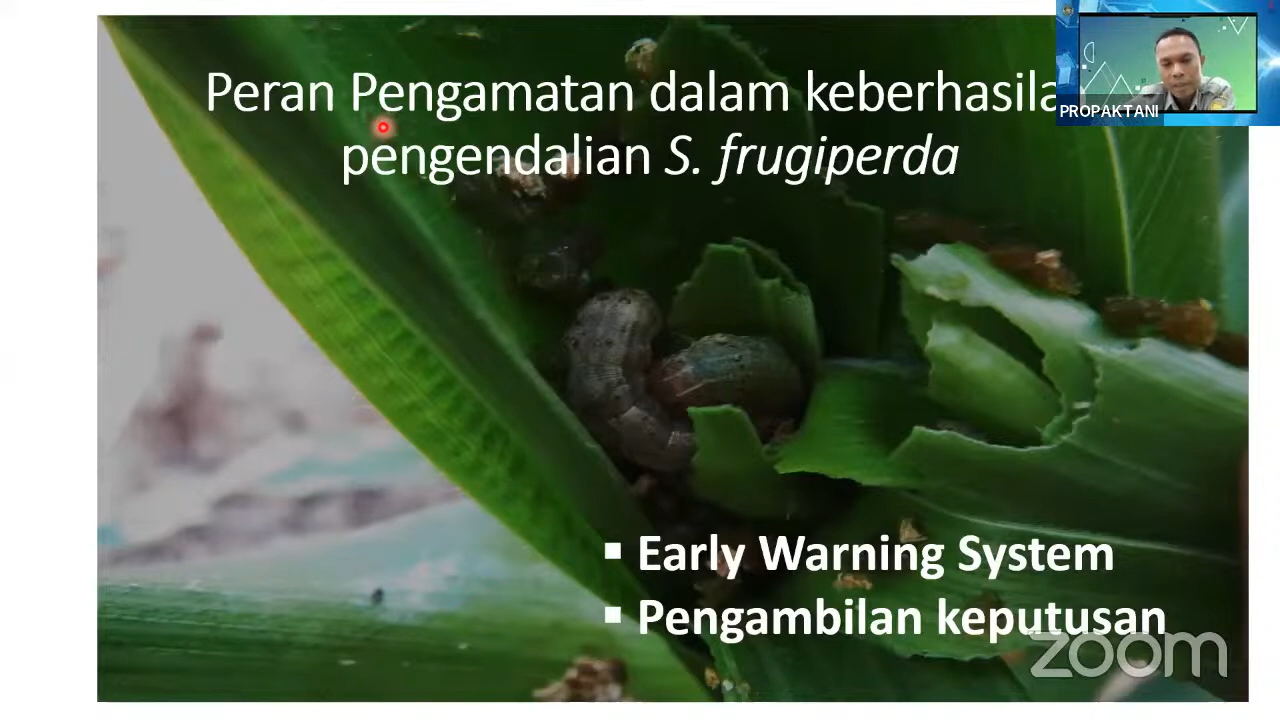 Peran Pengamatan dalam keberhasila
pengendalian S. frugiperda
PROPAKTANI
▪ Early Warning System
▪ Pengambilan keputusan
zoom